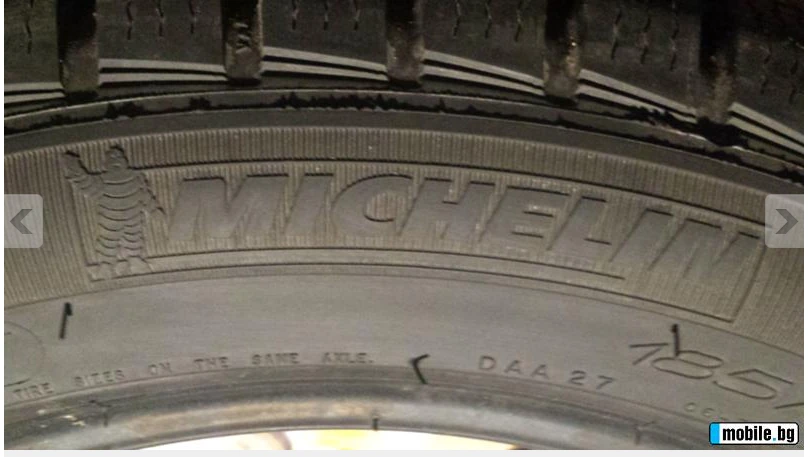 MICHELIN
TIRE SIZES ON THE SAME AXLE.
DAA 27
185/
mobile.bg